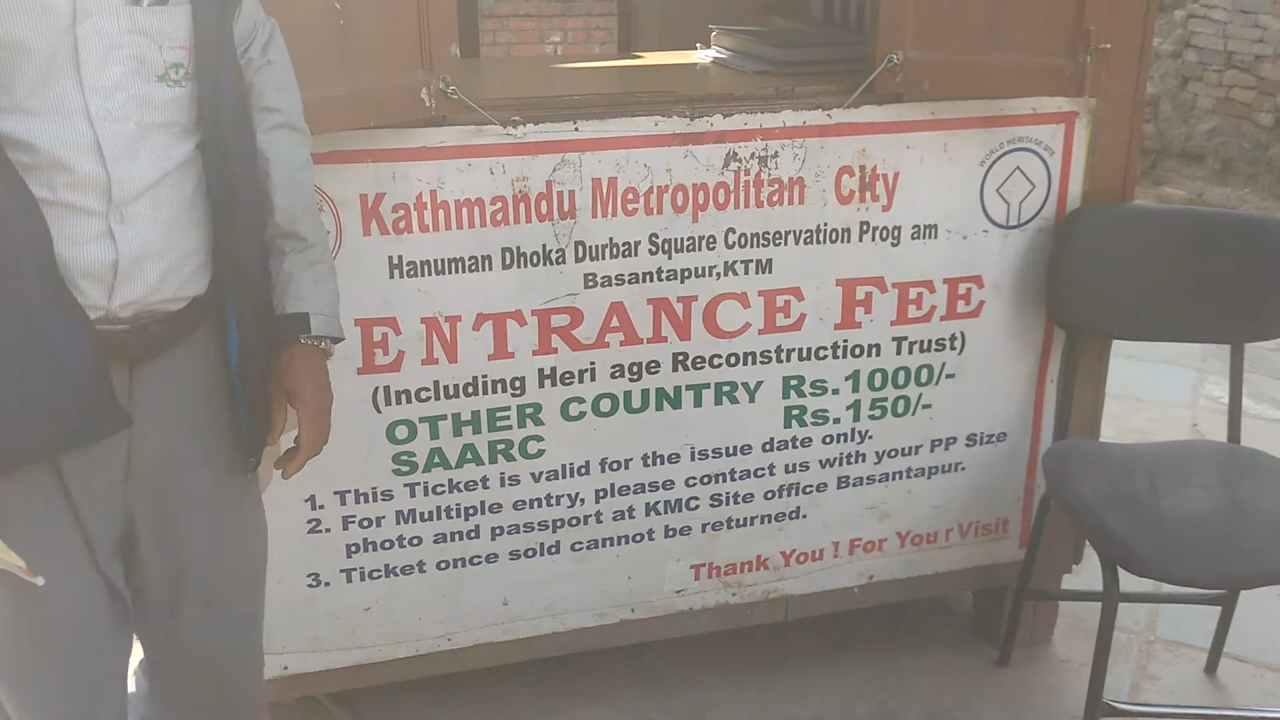 WORLD HERITAGE SITE
Kathmandu Metropolitan City
Hanuman Dhoka Durbar Square Conservation Prog am
Basantapur,KTM
ENTRANCE FEE
(Including Heri age Reconstruction Trust)
OTHER COUNTRY Rs.1000/-
SAARC Rs.150/-
1. This Ticket is valid for the issue date only.
2. For Multiple entry, please contact us with your PP Size
photo and passport at KMC Site office Basantapur.
3. Ticket once sold cannot be returned.
Thank You ! For You r Visit